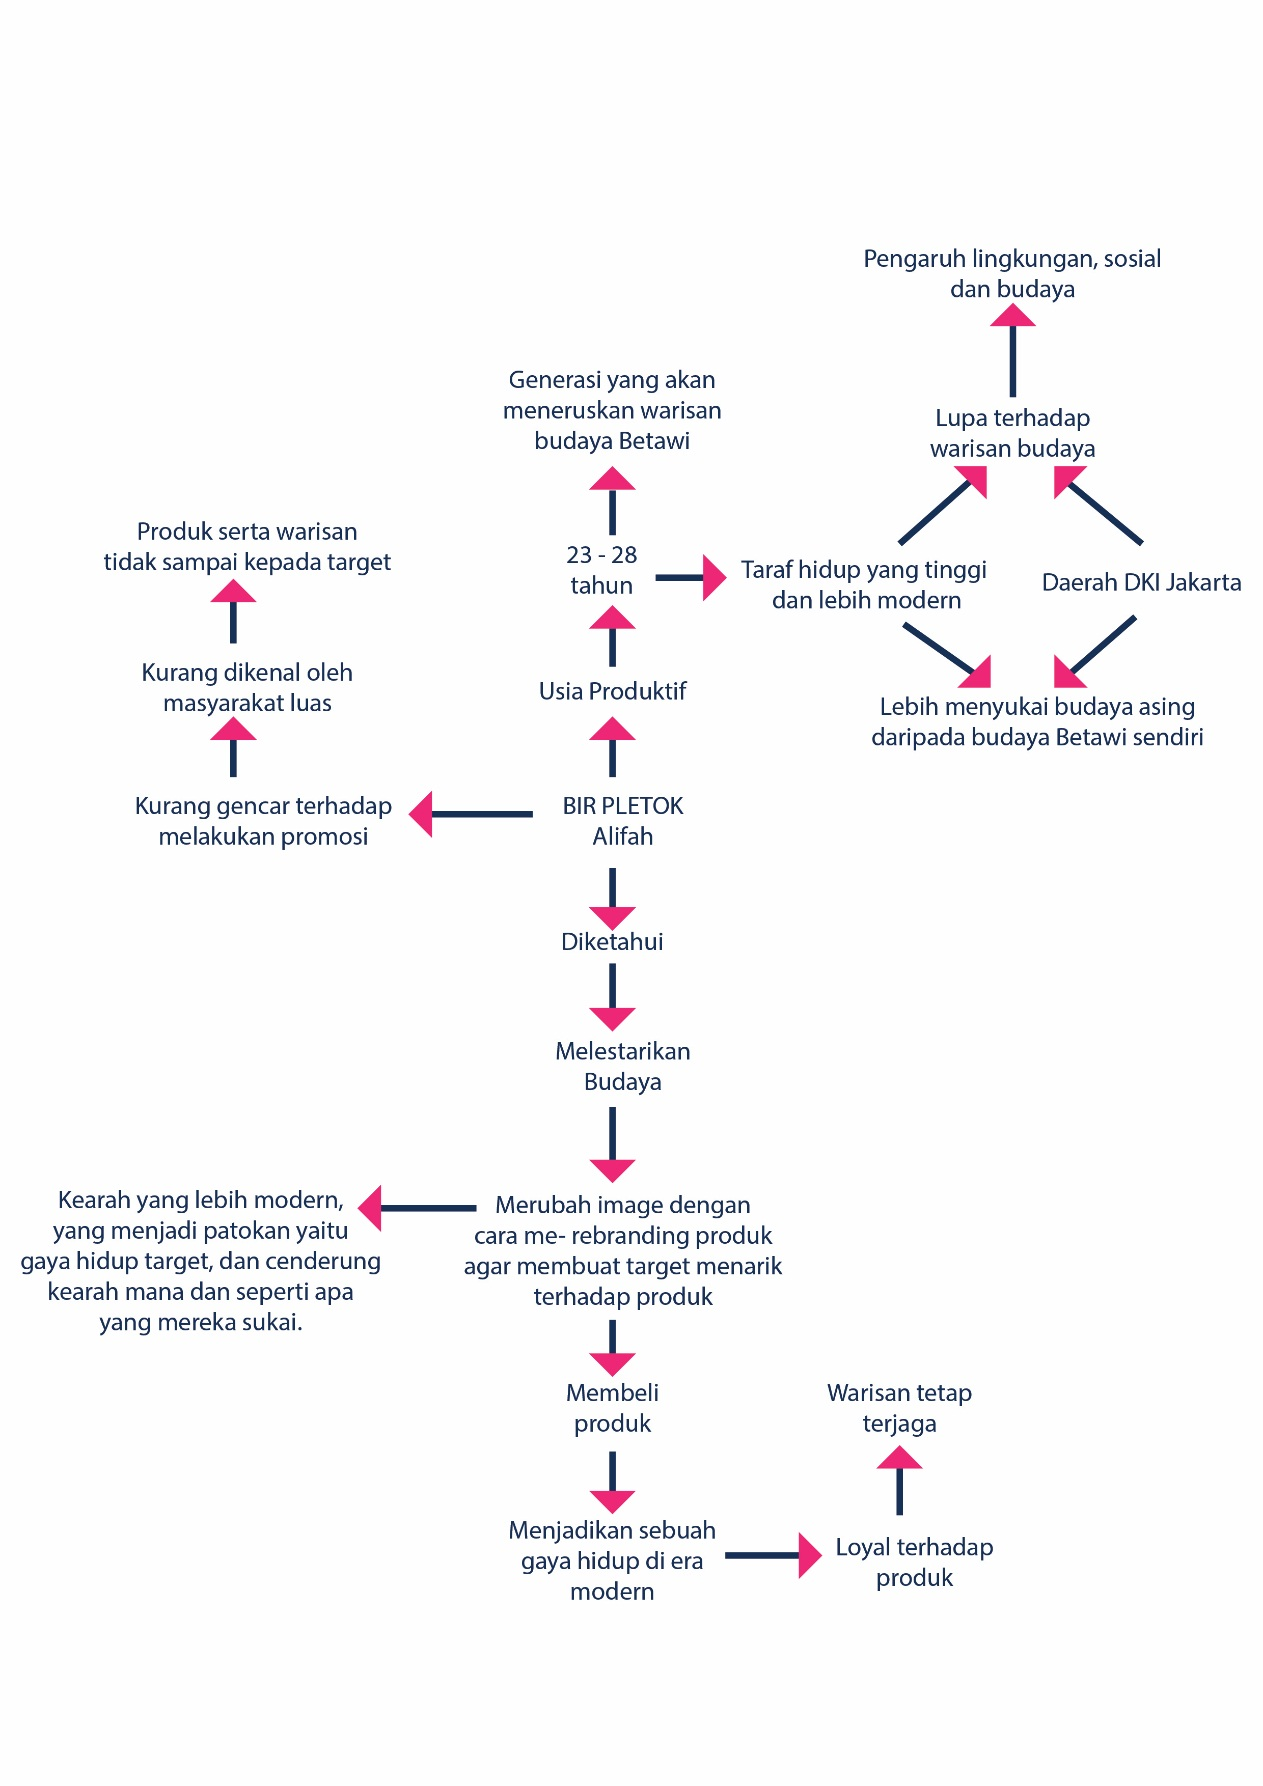 Pengaruh lingkungan, sosial
dan budaya
Generasi yang akan
meneruskan warisan
budaya Betawi
Lupa terhadap
warisan budaya
Produk serta warisan
tidak sampai kepada target
23 - 28
tahun
Taraf hidup yang tinggi
dan lebih modern
Daerah DKI Jakarta
Kurang dikenal oleh
masyarakat luas
Usia Produktif
Lebih menyukai budaya asing
daripada budaya Betawi sendiri
Kurang gencar terhadap
melakukan promosi
BIR PLETOK
Alifah
Diketahui
Melestarikan
Budaya
Kearah yang lebih modern,
yang menjadi patokan yaitu
gaya hidup target, dan cenderung
kearah mana dan seperti apa
yang mereka sukai.
Merubah image dengan
cara me- rebranding produk
agar membuat target menarik
terhadap produk
Membeli
produk
Warisan tetap
terjaga
Menjadikan sebuah
gaya hidup di era
modern
Loyal terhadap
produk